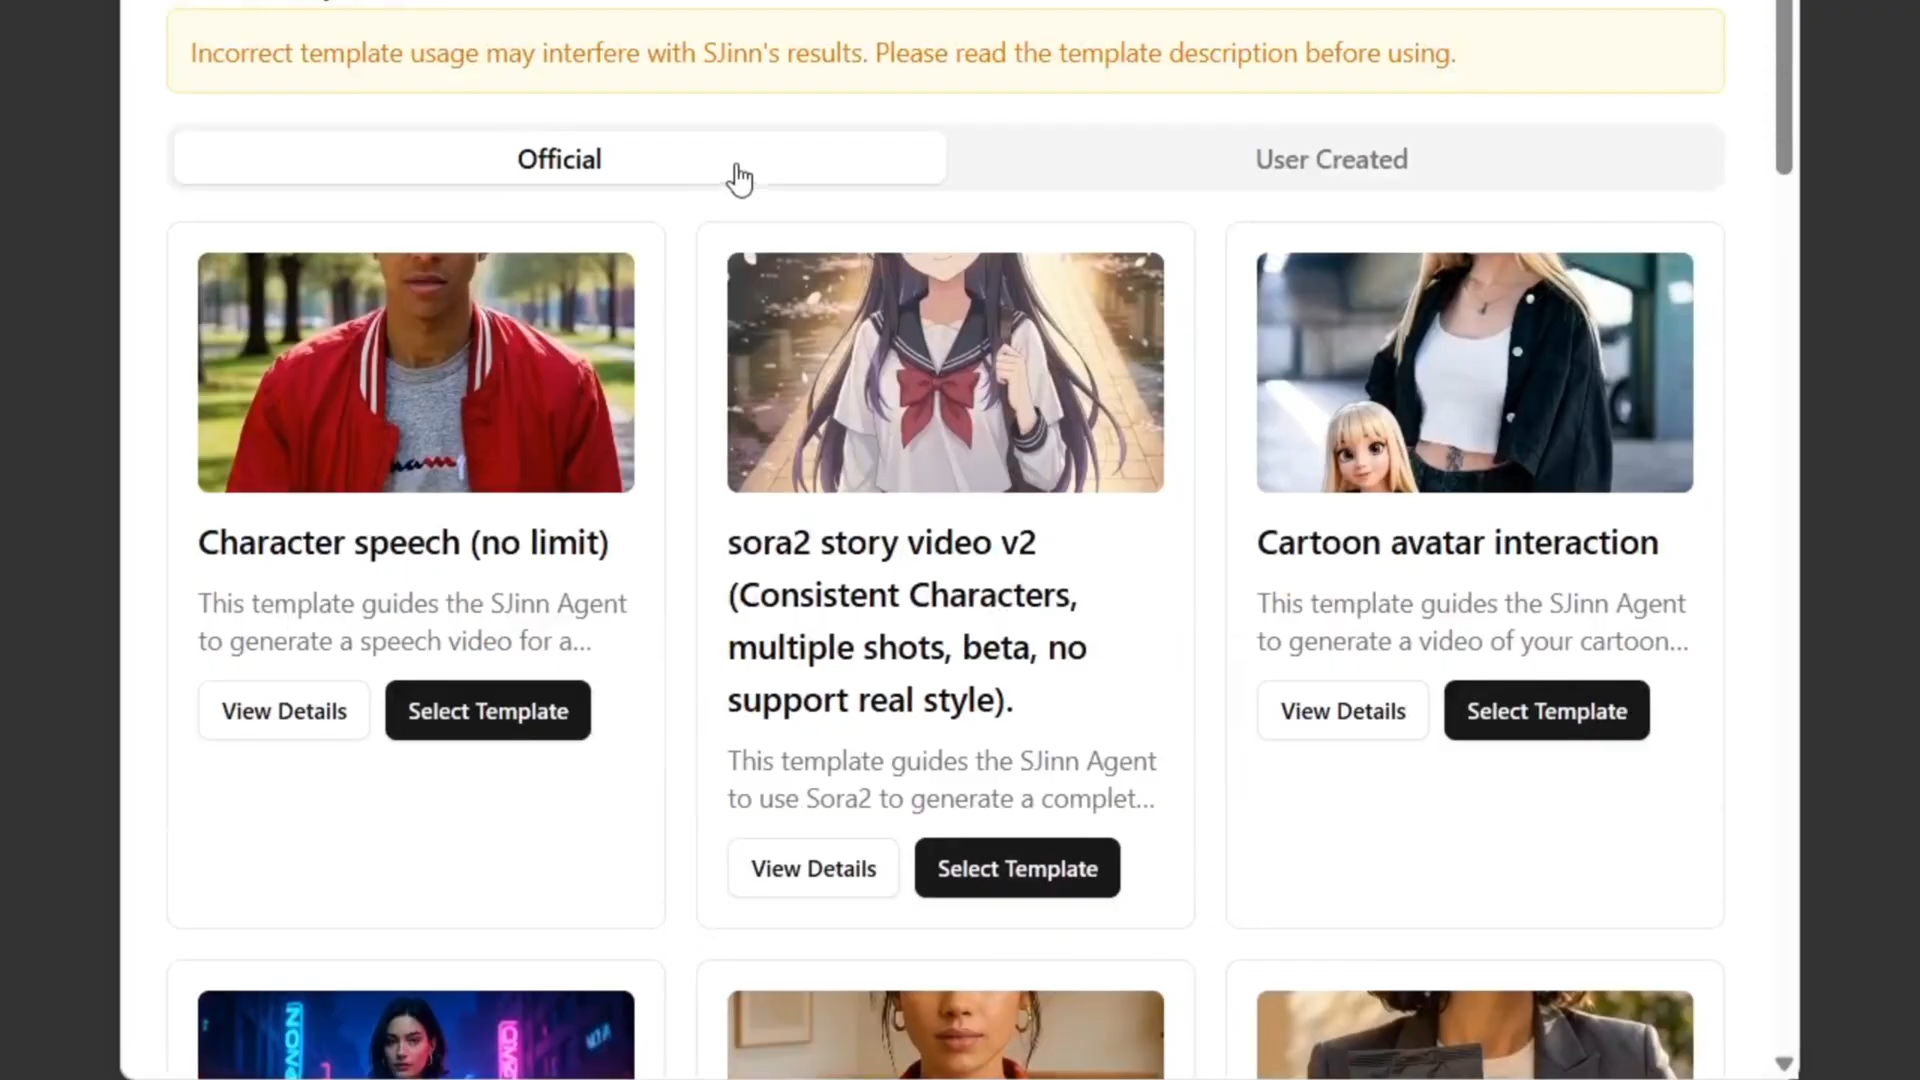 Incorrect template usage may interfere with SJinn's results. Please read the template description before using.
Official
User Created
Character speech (no limit)
This template guides the SJinn Agent
to generate a speech video for a...
View Details
Select Template
sora2 story video v2
(Consistent Characters,
multiple shots, beta, no
support real style).
This template guides the SJinn Agent
to use Sora2 to generate a complet...
View Details
Select Template
Cartoon avatar interaction
This template guides the SJinn Agent
to generate a video of your cartoon...
View Details
Select Template